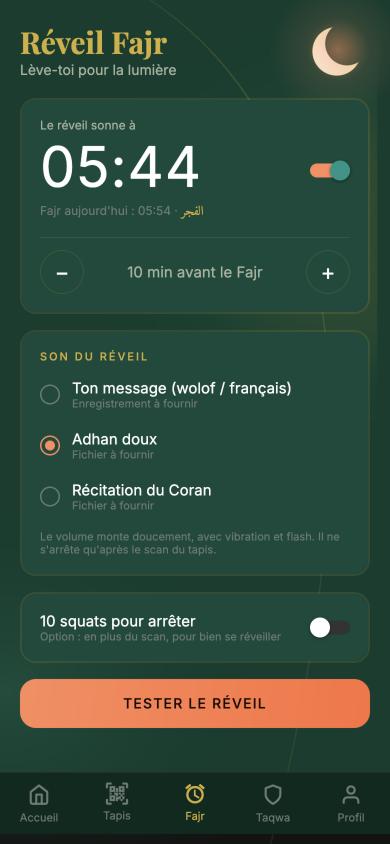 Réveil Fajr
Lève-toi pour la lumière
Le réveil sonne à
05:44
Fajr aujourd'hui : 05:54 · الفجر
−
10 min avant le Fajr
+
SON DU RÉVEIL
Ton message (wolof / français)
Enregistrement à fournir
Adhan doux
Fichier à fournir
Récitation du Coran
Fichier à fournir
Le volume monte doucement, avec vibration et flash. Il ne
s'arrête qu'après le scan du tapis.
10 squats pour arrêter
Option : en plus du scan, pour bien se réveiller
TESTER LE RÉVEIL
Accueil
Tapis
Fajr
Taqwa
Profil